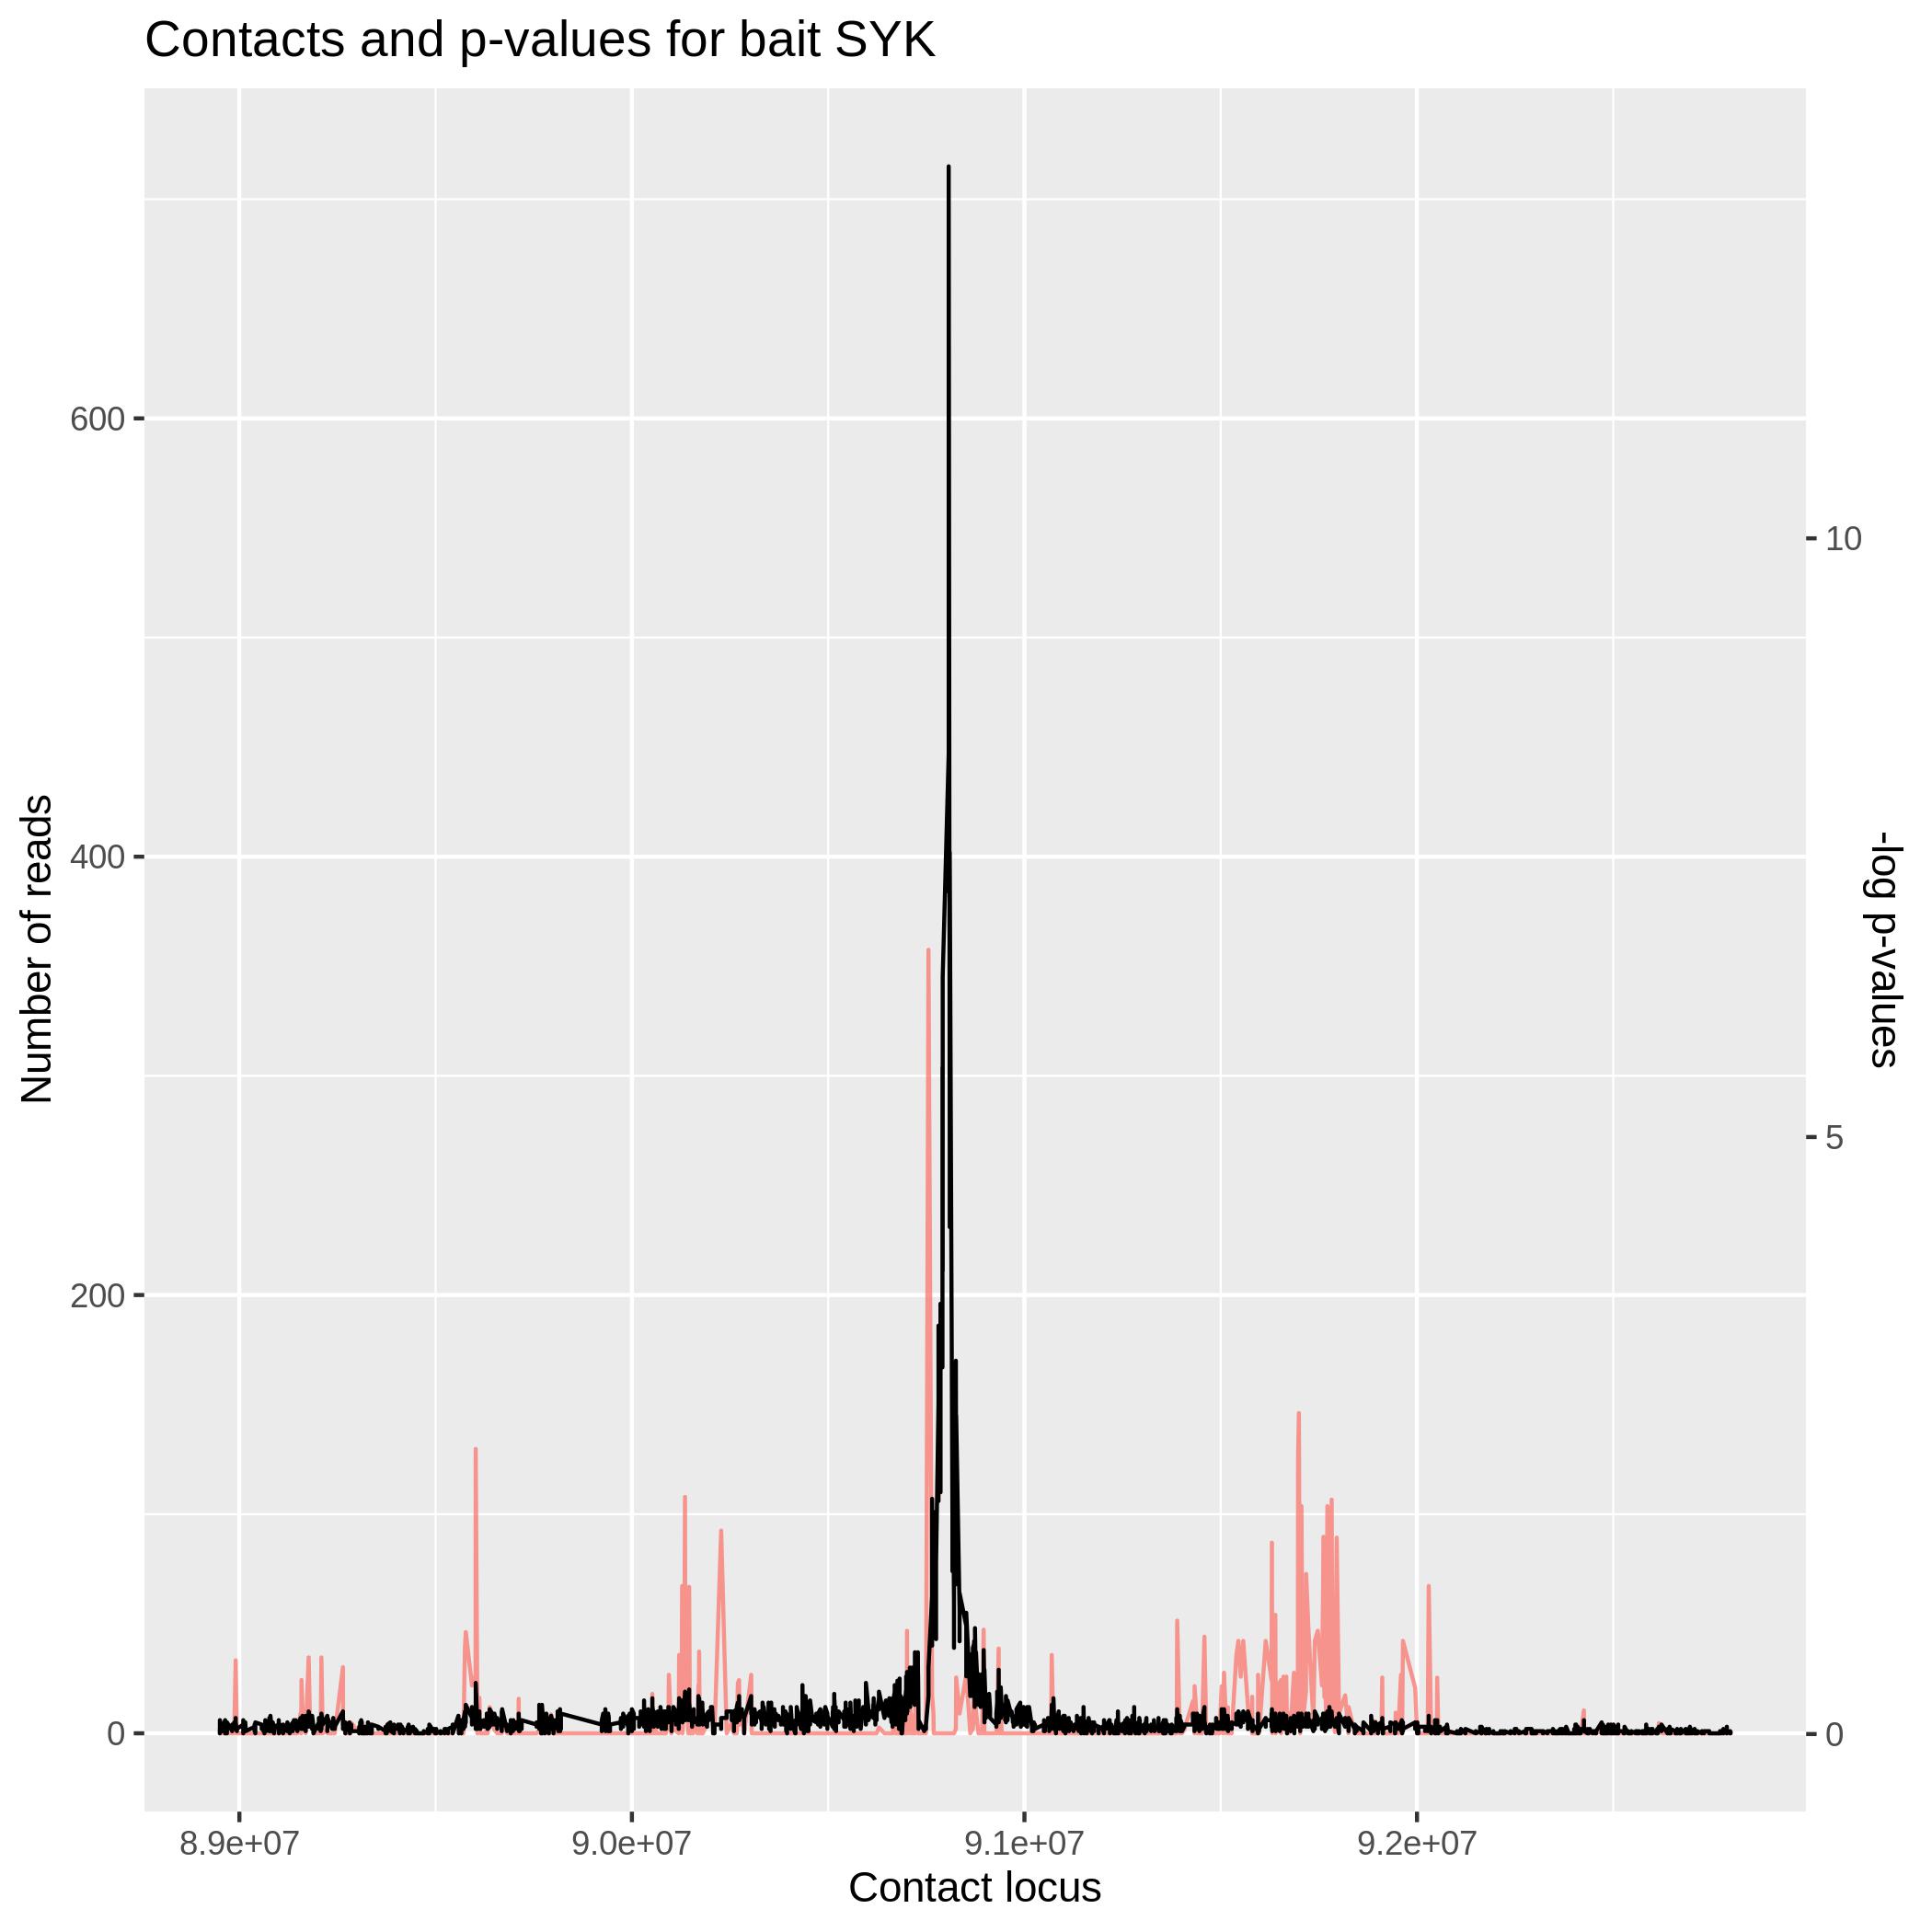 Contacts and p-values for bait SYK
Number of reads
600
400
200
0
10
5
0
-log p-values
8.9e+07
9.0e+07
9.1e+07
9.2e+07
Contact locus